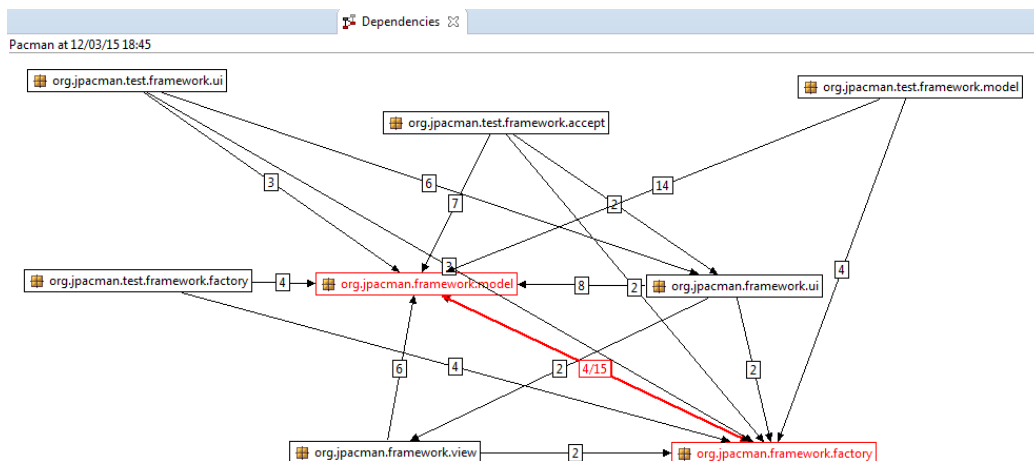 Dependencies
Pacman at 12/03/15 18:45
org.jpacman.test.framework.ui
org.jpacman.test.framework.model
org.jpacman.test.framework.accept
3
6
14
7
2
4
org.jpacman.test.framework.factory
4
org.jpacman.framework.model
8
2
org.jpacman.framework.ui
6
4
2
4/15
2
org.jpacman.framework.view
2
org.jpacman.framework.factory